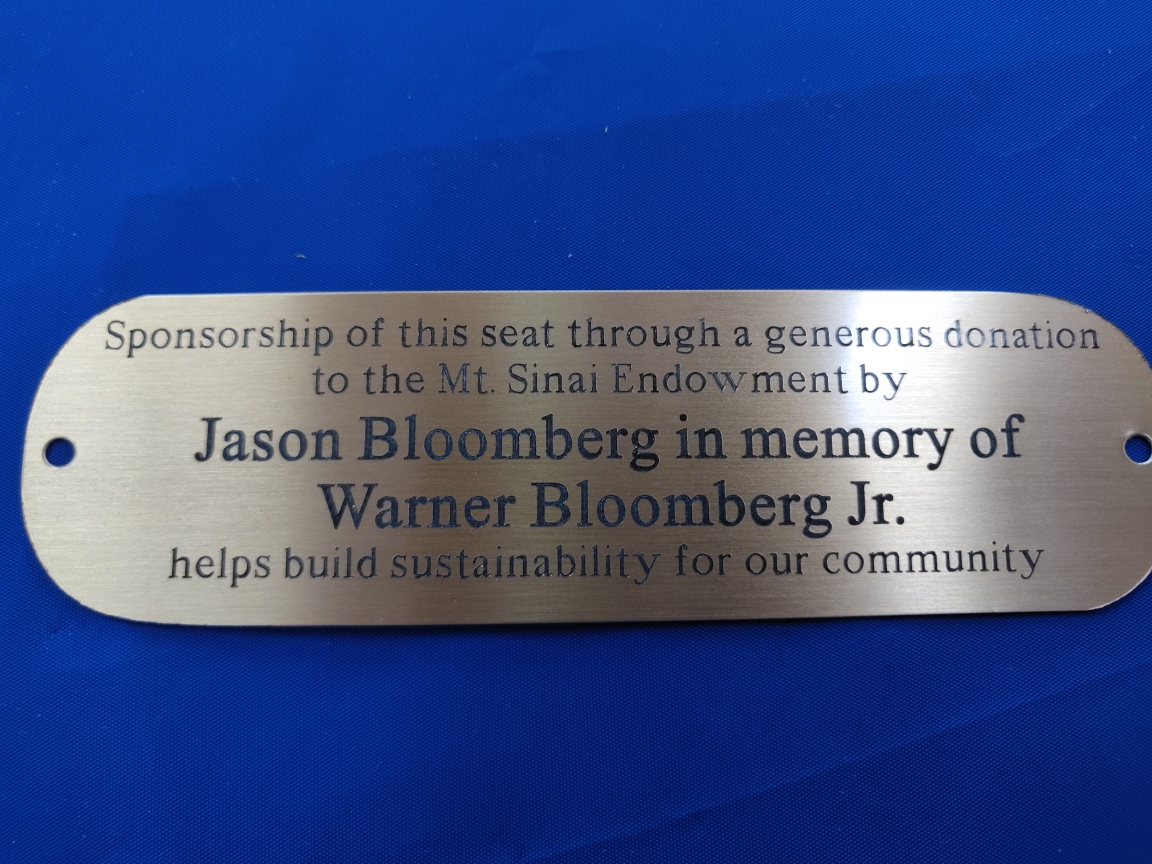 Sponsorship of this seat through a generous donation
to the Mt. Sinai Endowment by
Jason Bloomberg in memory of
Warner Bloomberg Jr.
helps build sustainability for our community